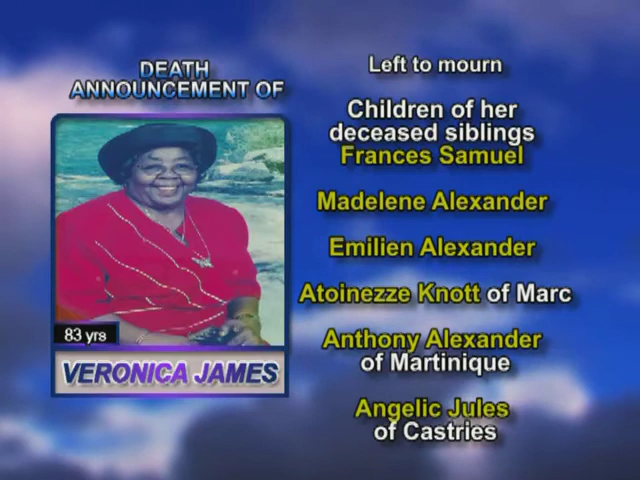 DEATH
ANNOUNCEMENT OF
83 yrs
VERONICA JAMES
Left to mourn
Children of her
deceased siblings
Frances Samuel
Madelene Alexander
Emilien Alexander
Atoinezze Knott of Marc
Anthony Alexander
of Martinique
Angelic Jules
of Castries